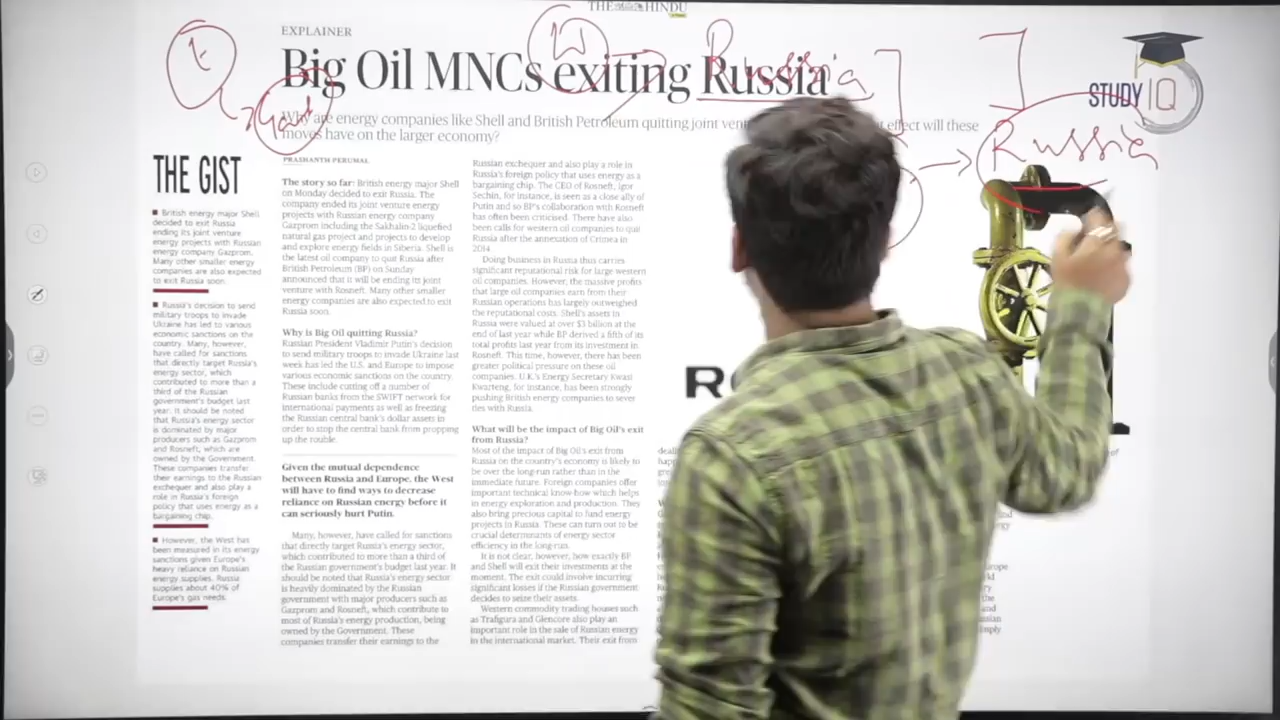 THE HINDU
EXPLAINER
Big Oil MNCs exiting Russia
Why are energy companies like Shell and British Petroleum quitting joint effect will these
moves have on the larger economy?
W
Russia
Russia
STUDY IQ
THE GIST
British energy major Shell
decided to exit Russia
ending its joint venture
energy projects with Russian
energy company Gazprom.
Many other smaller energy
companies are also expected
to exit Russia soon.
Russia's decision to send
military troops to invade
Ukraine has led to various
economic sanctions on the
country. Many, however,
have called for sanctions
that directly target Russia's
energy sector, which
contributed to more than a
third of the Russian
government's budget last
year. It should be noted
that Russia's energy sector
is dominated by major
producers such as Gazprom
and Rosneft, which are
owned by the Government.
These companies transfer
their earnings to the Russian
exchequer and also play a
role in Russia's foreign
policy that uses energy as a
bargaining chip.
However, the West has
been measured in its energy
sanctions given Europe's
heavy reliance on Russian
energy supplies. Russia
supplies about 40% of
Europe's gas needs.
PRASHANTH PERUMAL
The story so far: British energy major Shell
on Monday decided to exit Russia. The
company ended its joint venture energy
projects with Russian energy company
Gazprom including the Sakhalin-2 liquefied
natural gas project and projects to develop
and explore energy fields in Siberia. Shell is
the latest oil company to quit Russia after
British Petroleum (BP) on Sunday
announced that it will be ending its joint
venture with Rosneft. Many other smaller
energy companies are also expected to exit
Russia soon.
Why is Big Oil quitting Russia?
Russian President Vladimir Putin's decision
to send military troops to invade Ukraine last
week has led the U.S. and Europe to impose
various economic sanctions on the country.
These include cutting off a number of
Russian banks from the SWIFT network for
international payments as well as freezing
the Russian central bank's dollar assets in
order to stop the central bank from propping
up the rouble.
Given the mutual dependence
between Russia and Europe, the West
will have to find ways to decrease
reliance on Russian energy before it
can seriously hurt Putin.
Many, however, have called for sanctions
that directly target Russia's energy sector,
which contributed to more than a third of
the Russian government's budget last year. It
should be noted that Russia's energy sector
is heavily dominated by the Russian
government with major producers such as
Gazprom and Rosneft, which contribute to
most of Russia's energy production, being
owned by the Government. These
companies transfer their earnings to the
Russian exchequer and also play a role in
Russia's foreign policy that uses energy as a
bargaining chip. The CEO of Rosneft, Igor
Sechin, for instance, is seen as a close ally of
Putin and so BP's collaboration with Rosneft
has often been criticised. There have also
been calls for western oil companies to quit
Russia after the annexation of Crimea in
2014.
Doing business in Russia thus carries
significant reputational risk for large western
oil companies. However, the massive profits
that large oil companies earn from their
Russian operations has largely outweighed
the reputational costs. Shell's assets in
Russia were valued at over $3 billion at the
end of last year while BP derived a fifth of its
total profits last year from its investment in
Rosneft. This time, however, there has been
greater political pressure on these oil
companies. U.K.'s Energy Secretary Kwasi
Kwarteng, for instance, has been strongly
pushing British energy companies to sever
ties with Russia.
What will be the impact of Big Oil's exit
from Russia?
Most of the impact of Big Oil's exit from
Russia on the country's economy is likely to
be over the long-run rather than in the
immediate future. Foreign companies offer
important technical know-how which helps
in energy exploration and production. They
also bring precious capital to fund energy
projects in Russia. These can turn out to be
crucial determinants of energy sector
efficiency in the long-run.
It is not clear, however, how exactly BP
and Shell will exit their investments at the
moment. The exit could involve incurring
significant losses if the Russian government
decides to seize their assets.
Western commodity trading houses such
as Trafigura and Glencore also play an
important role in the sale of Russian energy
in the international market. Their exit from